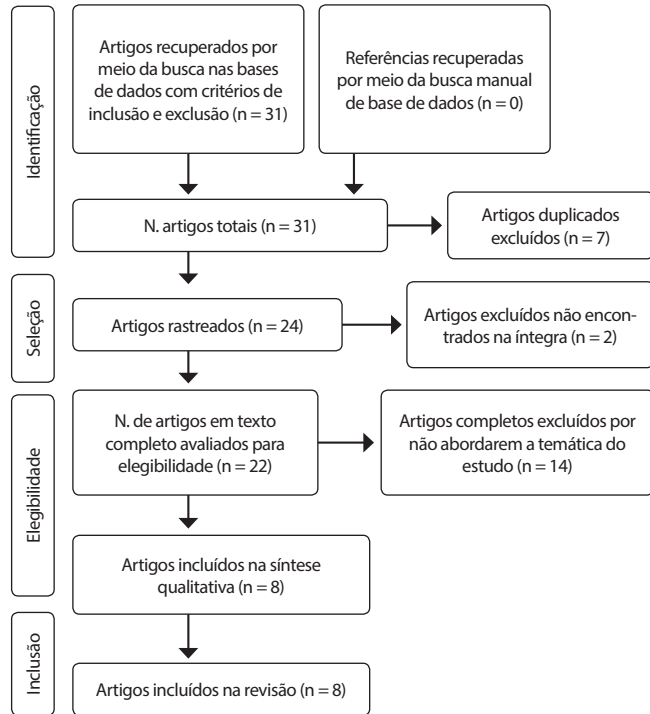 Identificação
Artigos recuperados por
meio da busca nas bases
de dados com critérios de
inclusão e exclusão (n = 31)
Referências recuperadas
por meio da busca manual
de base de dados (n = 0)
N. artigos totais (n = 31)
Artigos duplicados
excluídos (n = 7)
Seleção
Artigos rastreados (n = 24)
Artigos excluídos não encon-
trados na íntegra (n = 2)
Elegibilidade
N. de artigos em texto
completo avaliados para
elegibilidade (n = 22)
Artigos completos excluídos por
não abordarem a temática do
estudo (n = 14)
Artigos incluídos na síntese
qualitativa (n = 8)
Inclusão
Artigos incluídos na revisão (n = 8)